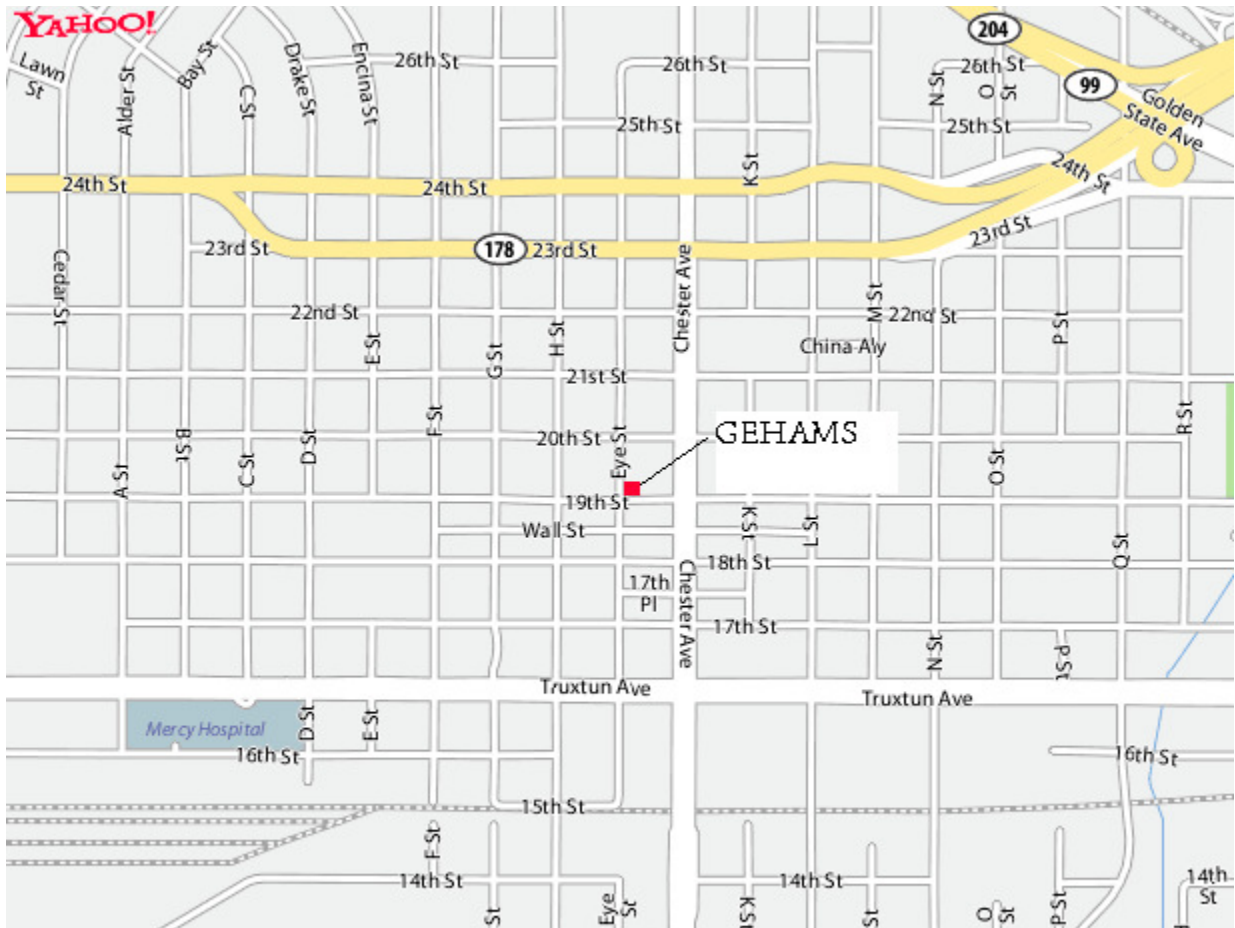 YAHOO!
Lawn
St
Alder St
Bay St
C St
Drake St
Encina St
26th St
26th St
204
26th St
N St
O St
99
Golden
State Ave
25th St
25th St
K St
24th St
24th St
24th St
23rd St
178
23rd St
23rd St
Cedar St
Chester Ave
22nd St
M St
22nd St
P St
E St
G St
H St
China Aly
21st St
F St
R St
B St
D St
20th St
Eye St
GEHAMS
A St
C St
O St
19th St
Wall St
K St
L St
18th St
Q St
17th
Pl
Chester Ave
17th St
N St
P St
Truxtun Ave
Truxtun Ave
Mercy Hospital
D St
E St
16th St
16th St
15th St
F St
14th St
14th St
14th
St
St
Eye
St
K St
St
O
St
P St